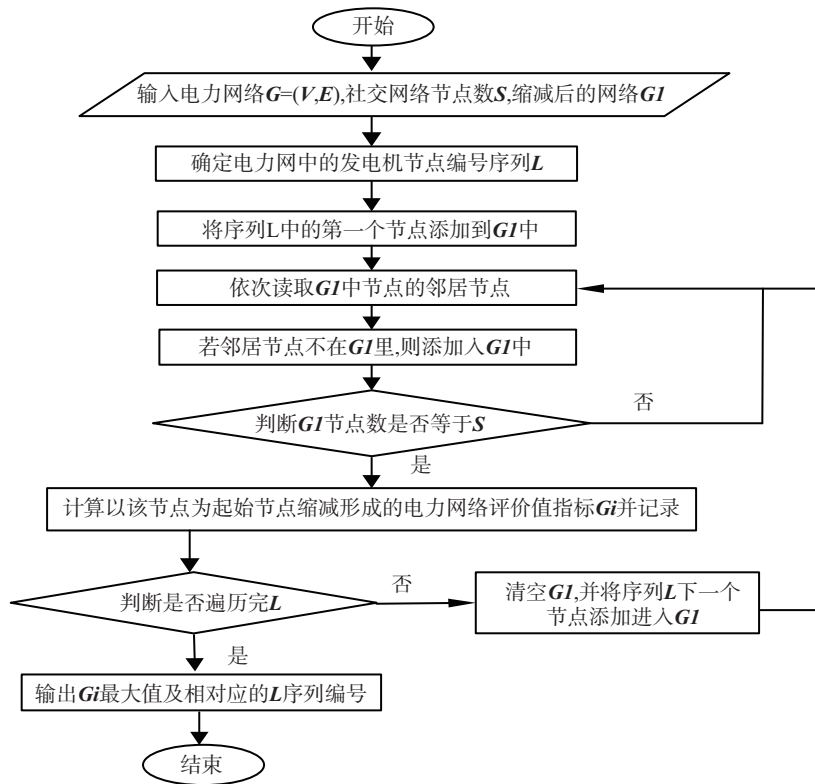 开始
输入电力网络G=(V,E),社交网络节点数S,缩减后的网络G1
确定电力网中的发电机节点编号序列L
将序列L中的第一个节点添加到G1中
依次读取G1中节点的邻居节点
若邻居节点不在G1里,则添加入G1中
判断G1节点数是否等于S
否
是
计算以该节点为起始节点缩减形成的电力网络评价值指标Gi并记录
判断是否遍历完L
否
清空G1,并将序列L下一个
节点添加进入G1
是
输出Gi最大值及相对应的L序列编号
结束